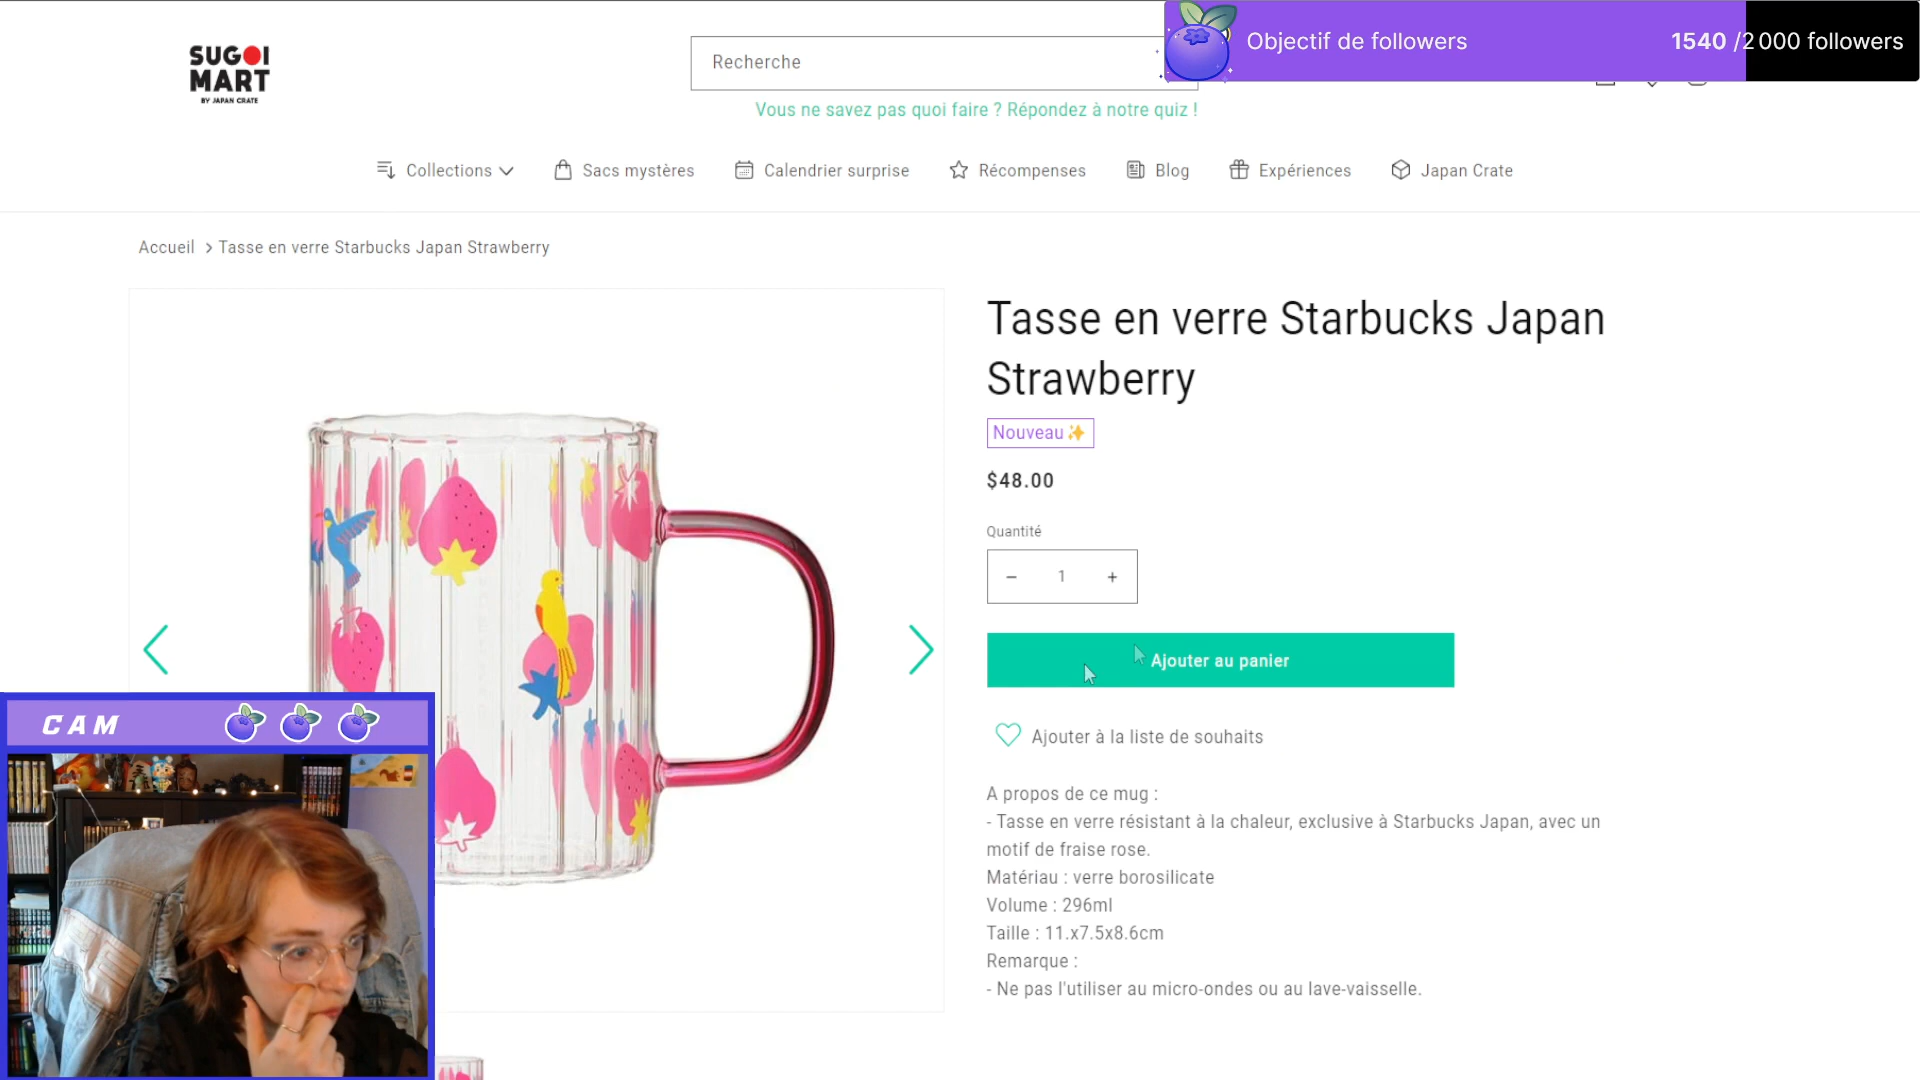 SUGOI
MART
BY JAPAN CRATE
Recherche
Objectif de followers
1540 /2 000 followers
Vous ne savez pas quoi faire ? Répondez à notre quiz !
Collections
Sacs mystères
Calendrier surprise
Récompenses
Blog
Expériences
Japan Crate
Accueil
Tasse en verre Starbucks Japan Strawberry
Tasse en verre Starbucks Japan
Strawberry
Nouveau✨
$48.00
Quantité
− 1 +
Ajouter au panier
Ajouter à la liste de souhaits
A propos de ce mug :
- Tasse en verre résistant à la chaleur, exclusive à Starbucks Japan, avec un
motif de fraise rose.
Matériau : verre borosilicate
Volume : 296ml
Taille : 11.x7.5x8.6cm
Remarque :
- Ne pas l'utiliser au micro-ondes ou au lave-vaisselle.
CAM